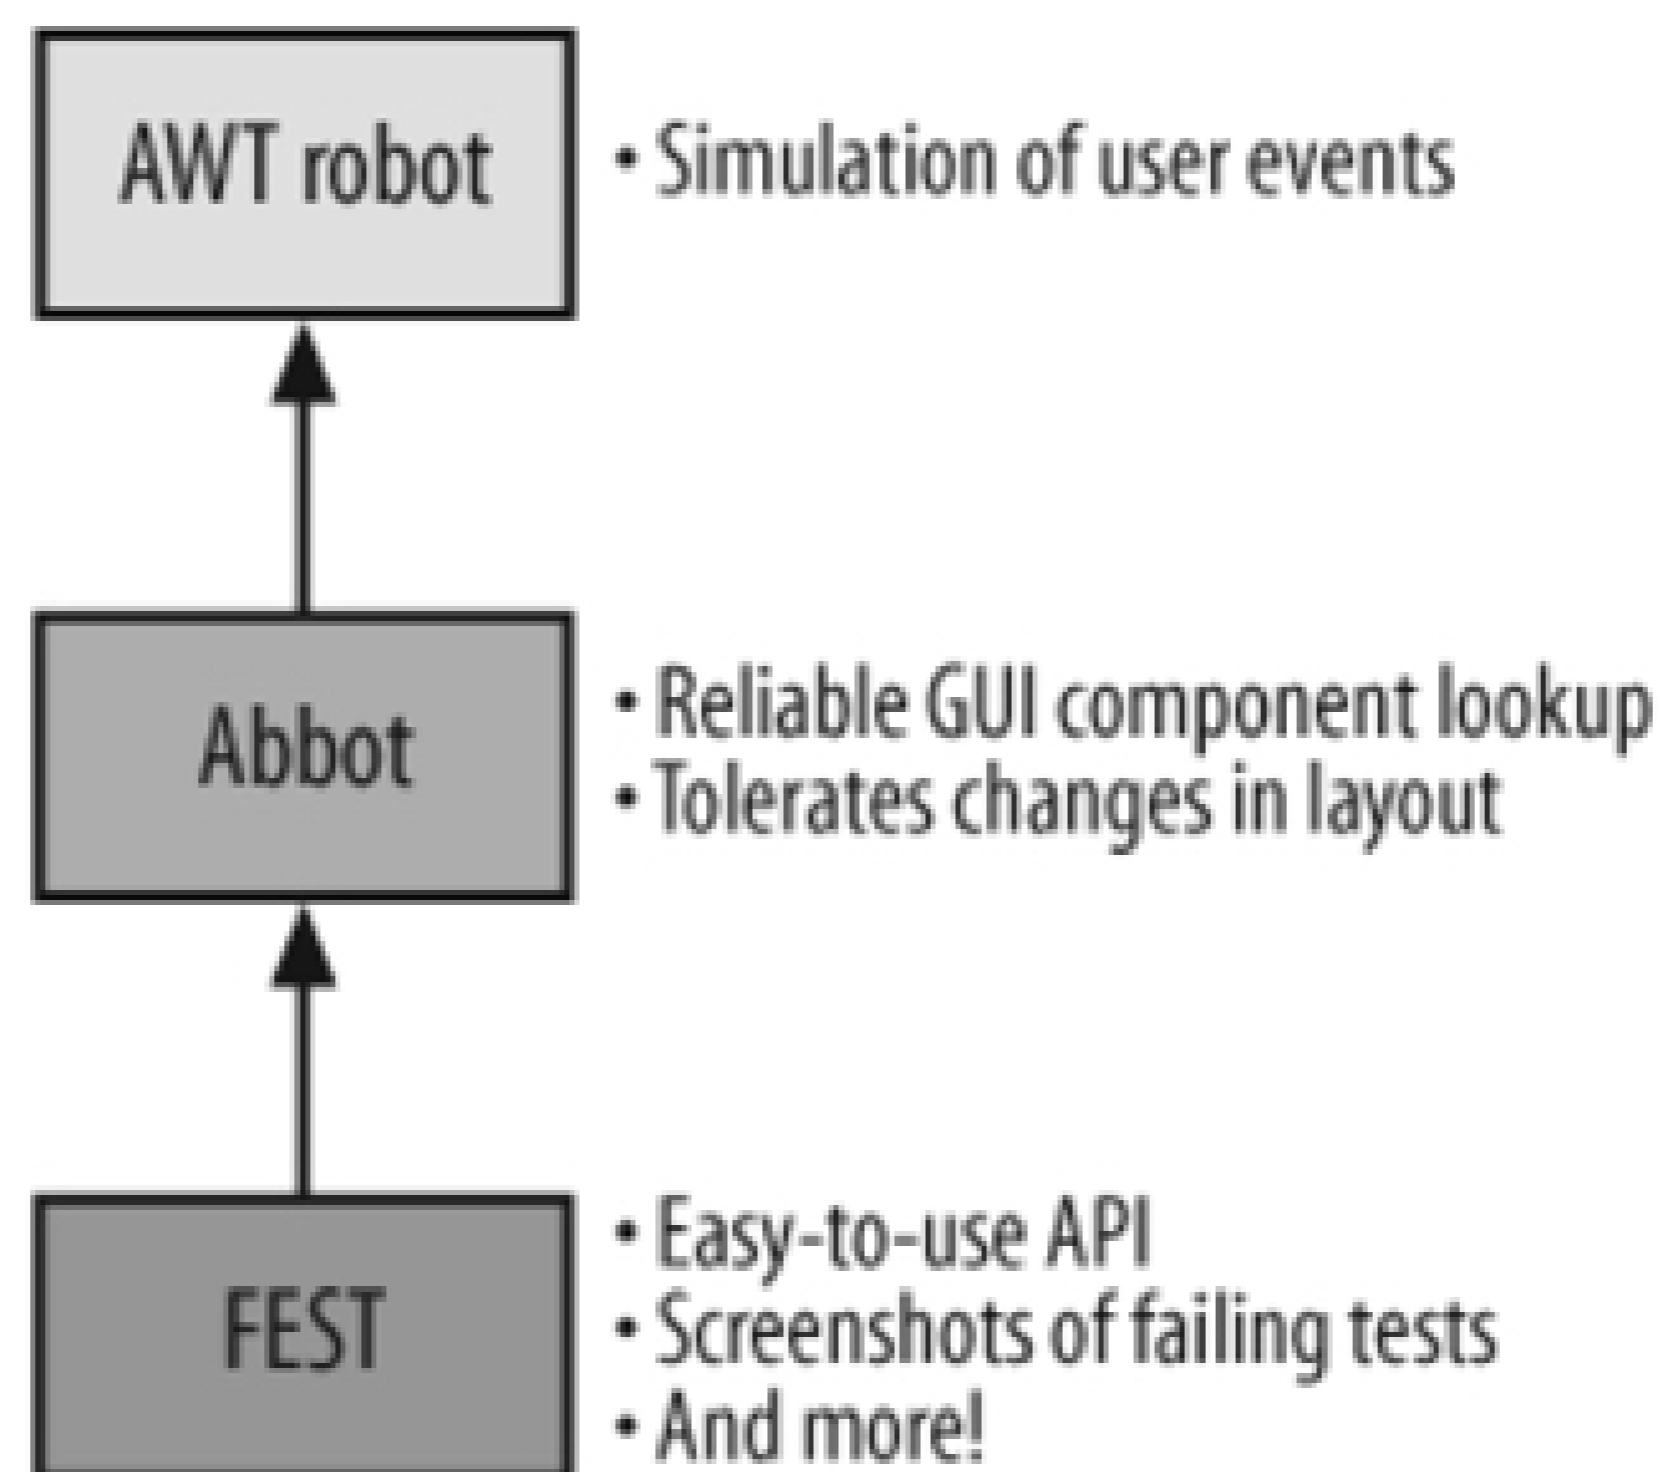 AWT robot
• Simulation of user events
Abbot
• Reliable GUI component lookup
• Tolerates changes in layout
FEST
• Easy-to-use API
• Screenshots of failing tests
• And more!